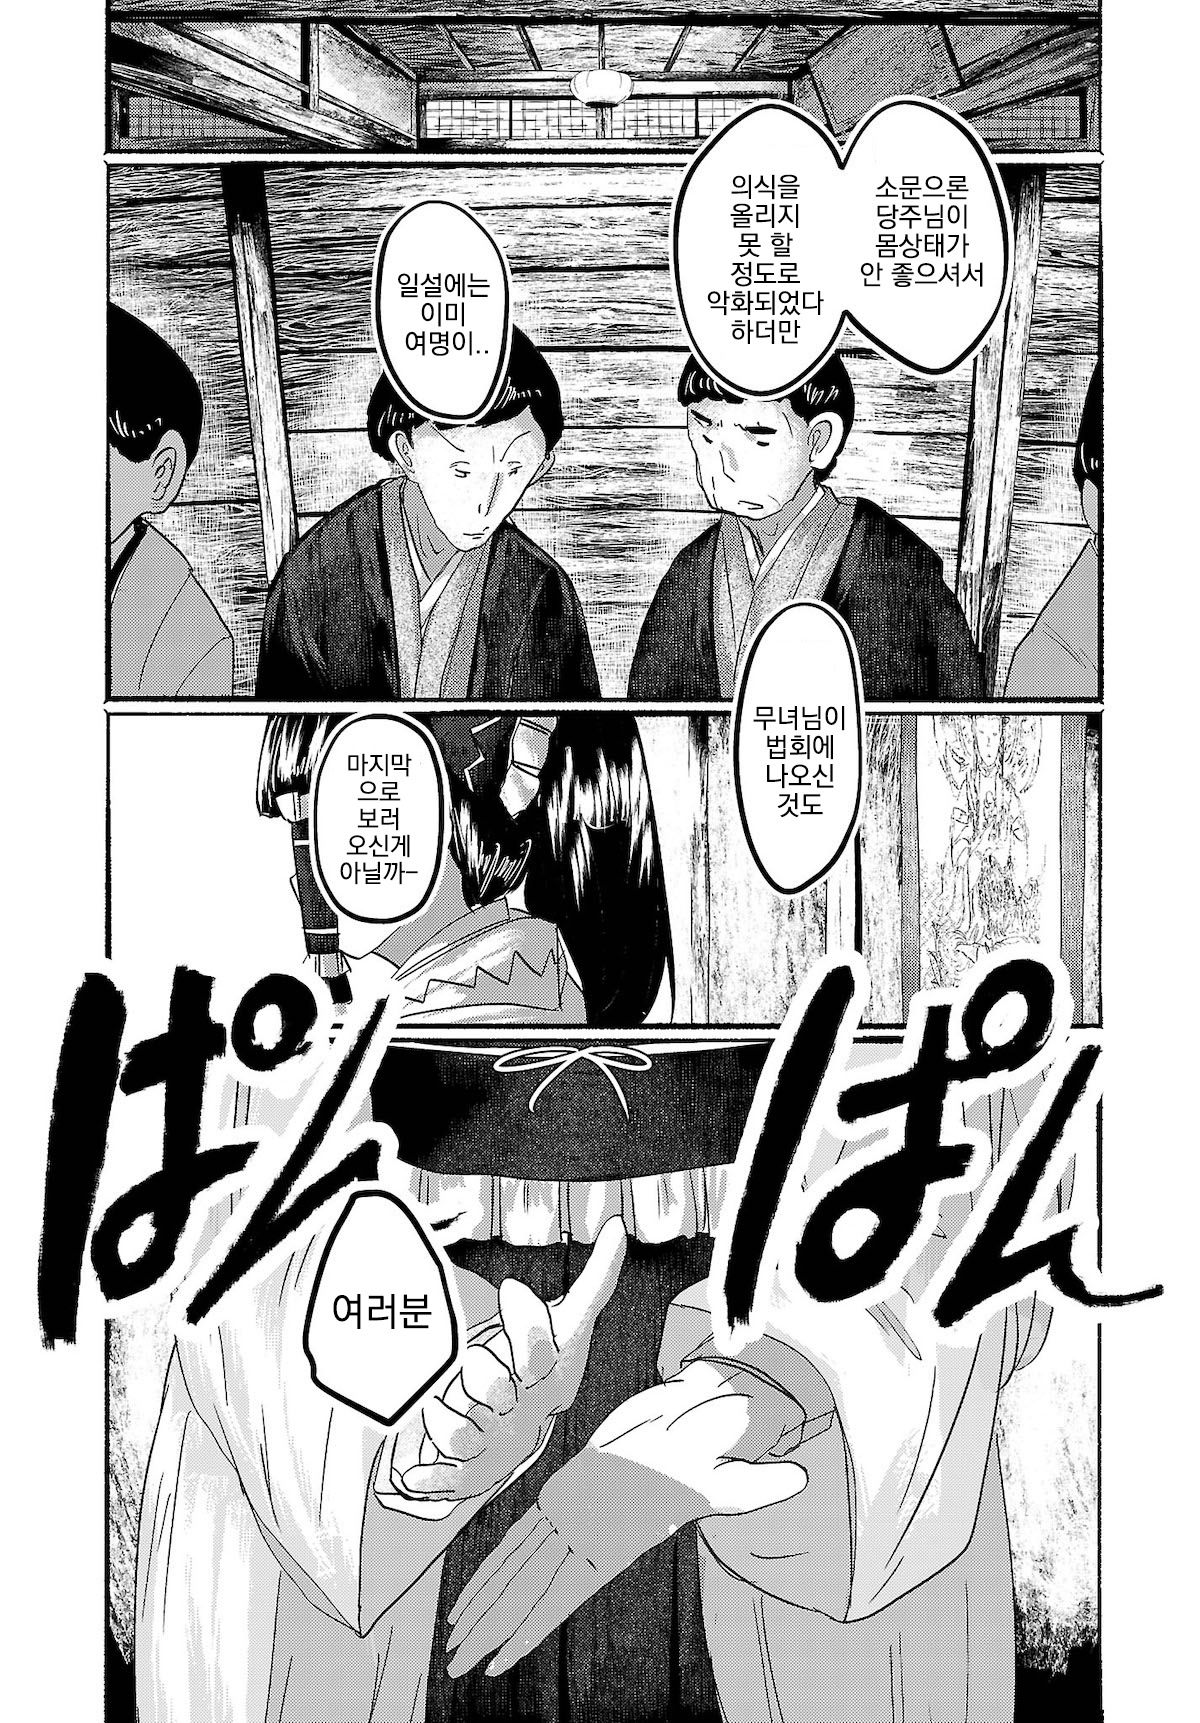 소문으론
당주님이
몸상태가
안 좋으셔서
의식을
올리지
못 할
정도로
악화되었다
하더만
일설에는
이미
여명이..
무녀님이
법회에
나오신
것도
마지막
으로
보러
오신게
아닐까-
ぱん
ぱん
여러분